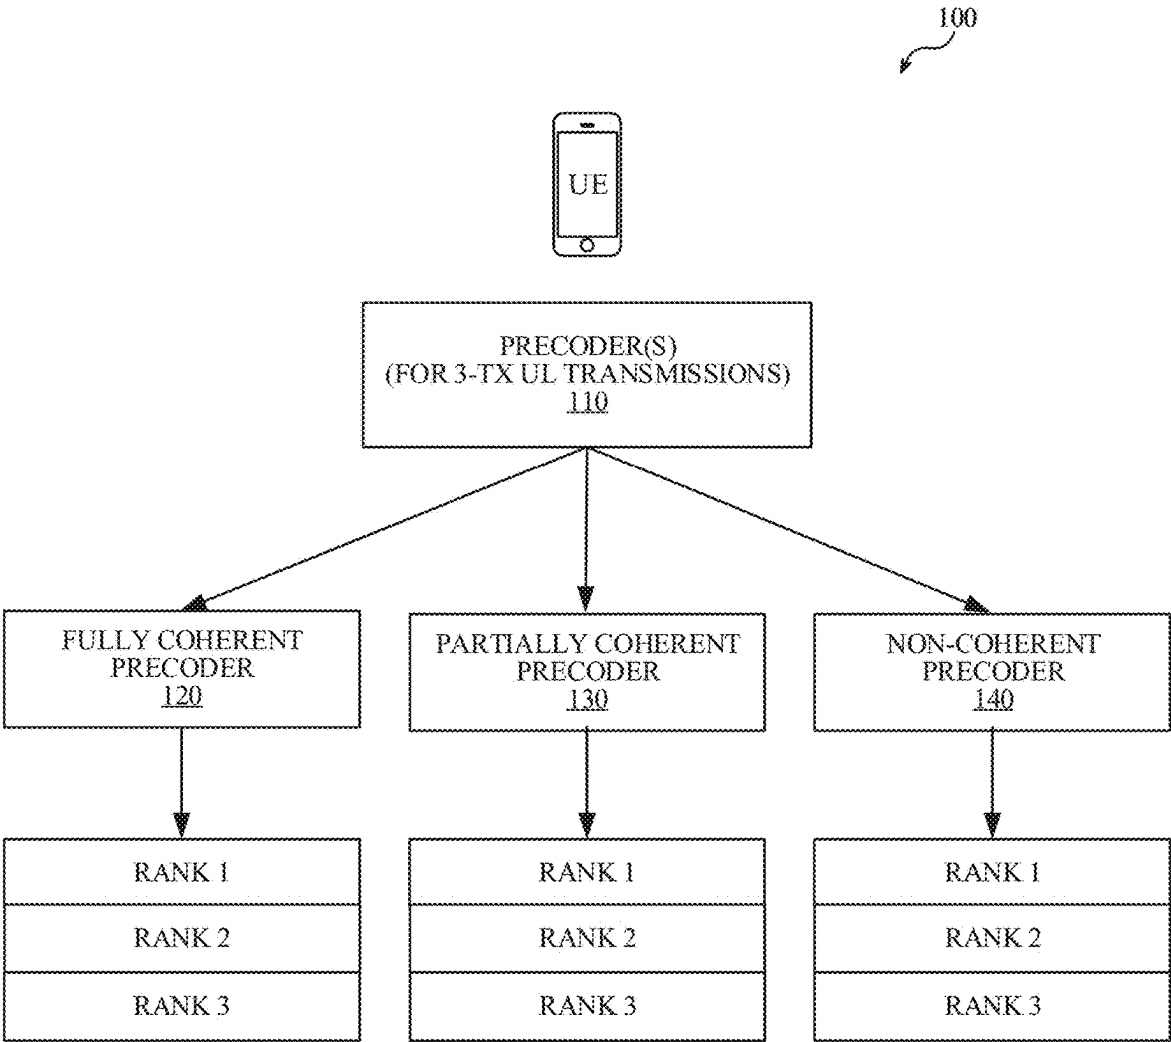 100
UE
PRECODER(S)
(FOR 3-TX UL TRANSMISSIONS)
110
FULLY COHERENT
PRECODER
120
PARTIALLY COHERENT
PRECODER
130
NON-COHERENT
PRECODER
140
RANK 1
RANK 2
RANK 3
RANK 1
RANK 2
RANK 3
RANK 1
RANK 2
RANK 3